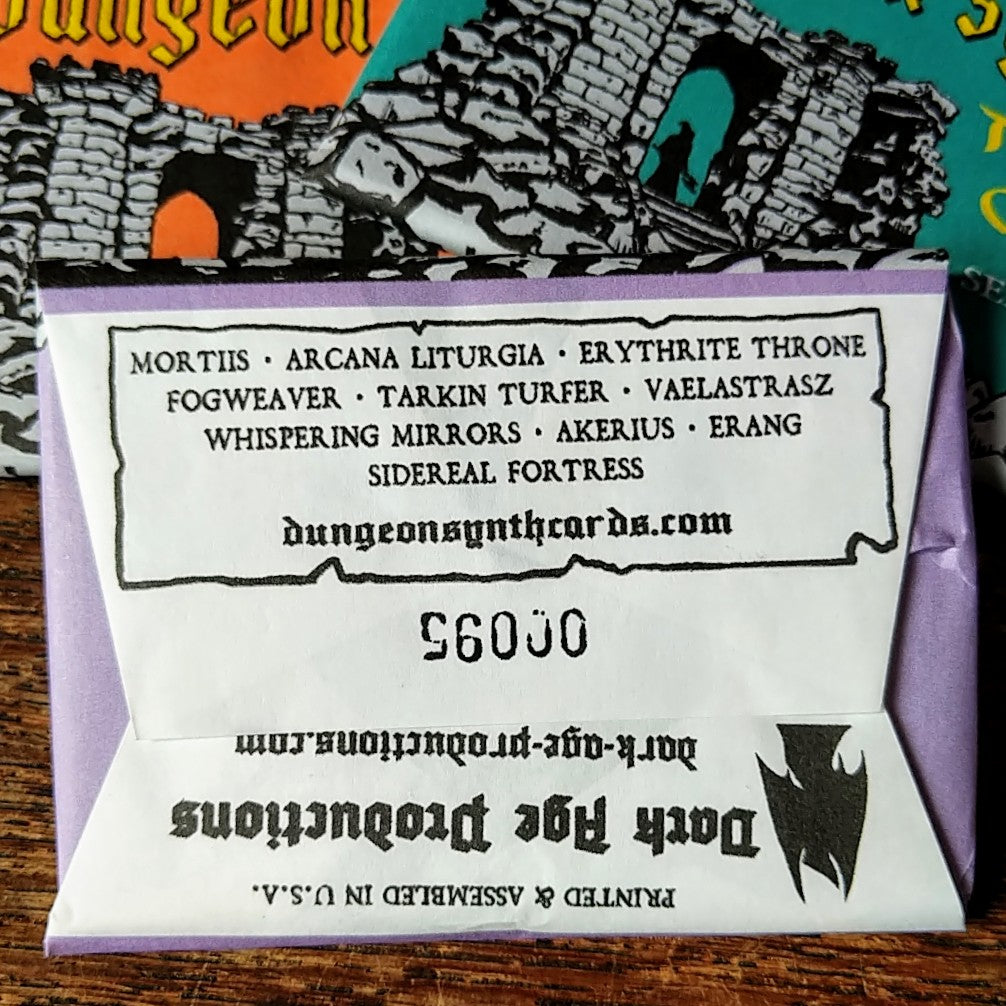 Dungeon
MORTIIS · ARCANA LITURGIA · ERYTHRITE THRONE
FOGWEAVER · TARKIN TURFER · VAELASTRASZ
WHISPERING MIRRORS · AKERIUS · ERANG
SIDEREAL FORTRESS
dungeonsynthcards.com
00095
PRINTED & ASSEMBLED IN U.S.A.
Dark Age Productions
dark-age-productions.com